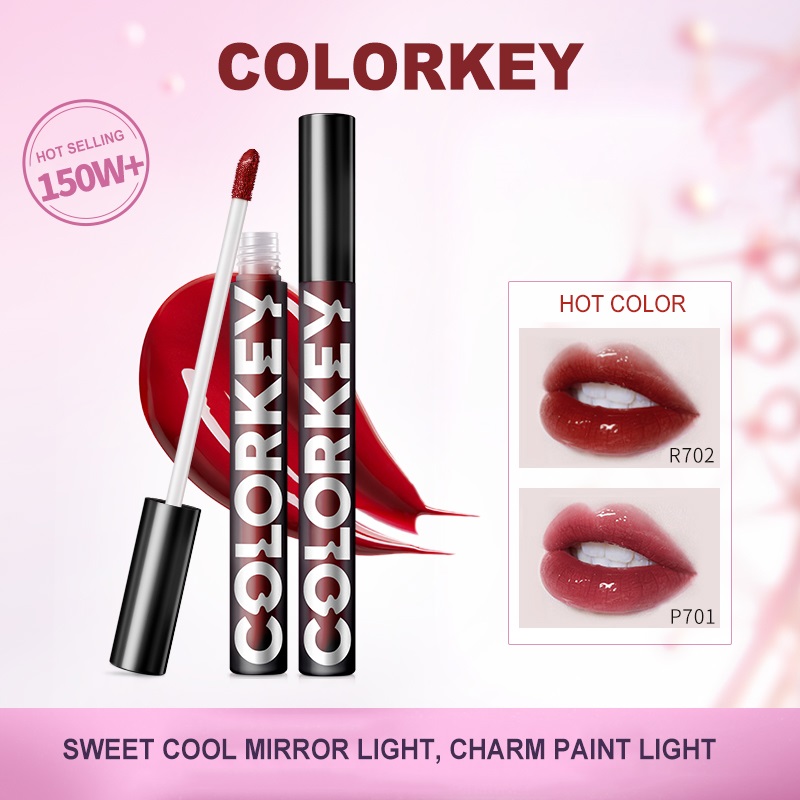 COLORKEY
HOT SELLING
150W+
COLORKEY
COLORKEY
HOT COLOR
R702
P701
SWEET COOL MIRROR LIGHT, CHARM PAINT LIGHT